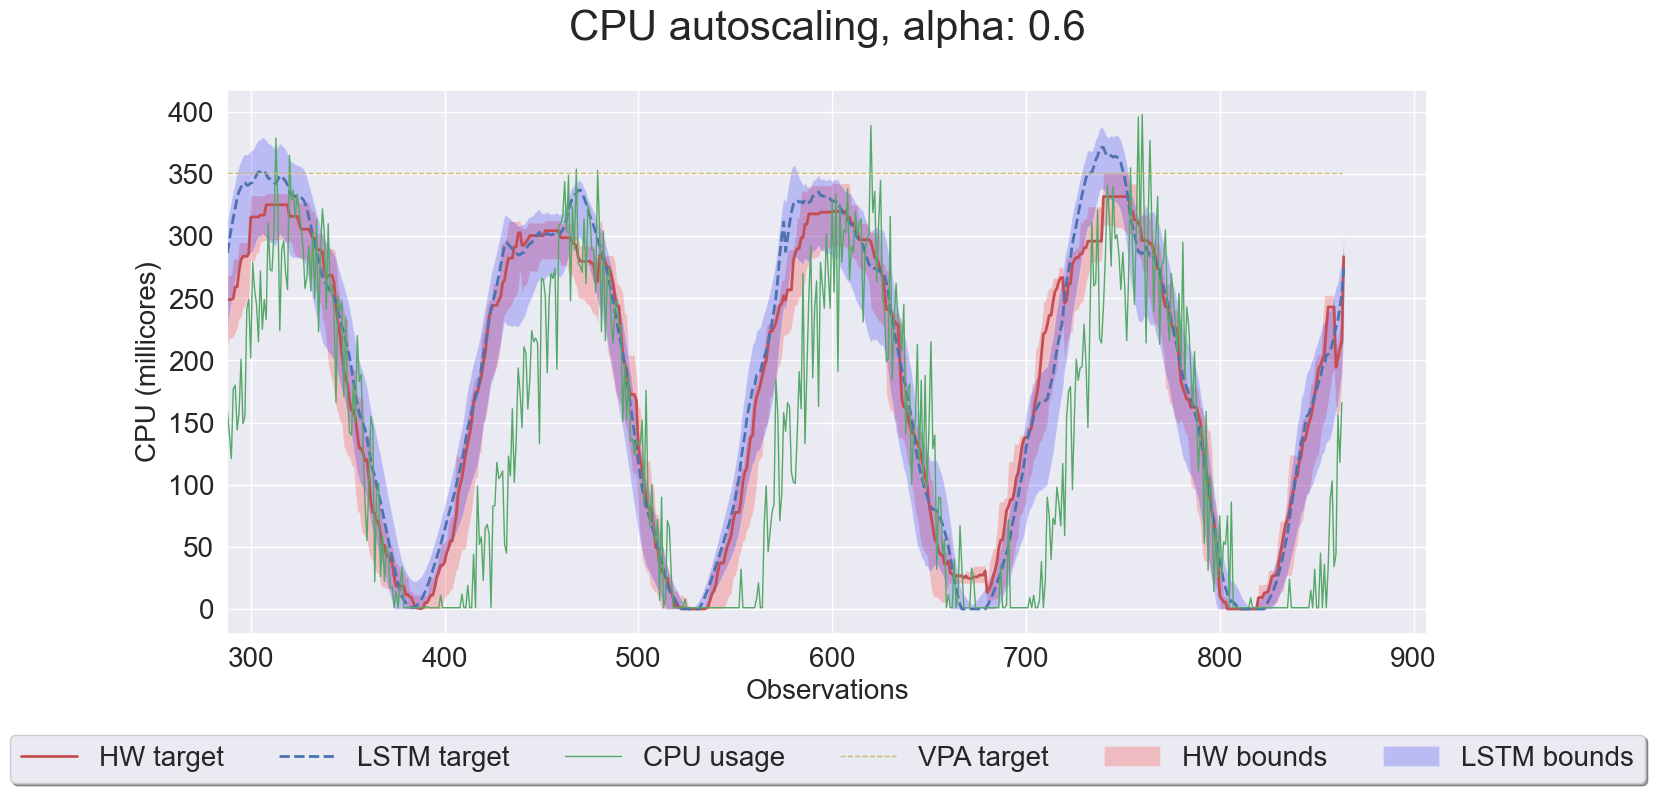 CPU autoscaling, alpha: 0.6
400
350
300
250
200
150
100
50
0
CPU (millicores)
300 400 500 600 700 800 900
Observations
HW target LSTM target CPU usage VPA target HW bounds LSTM bounds